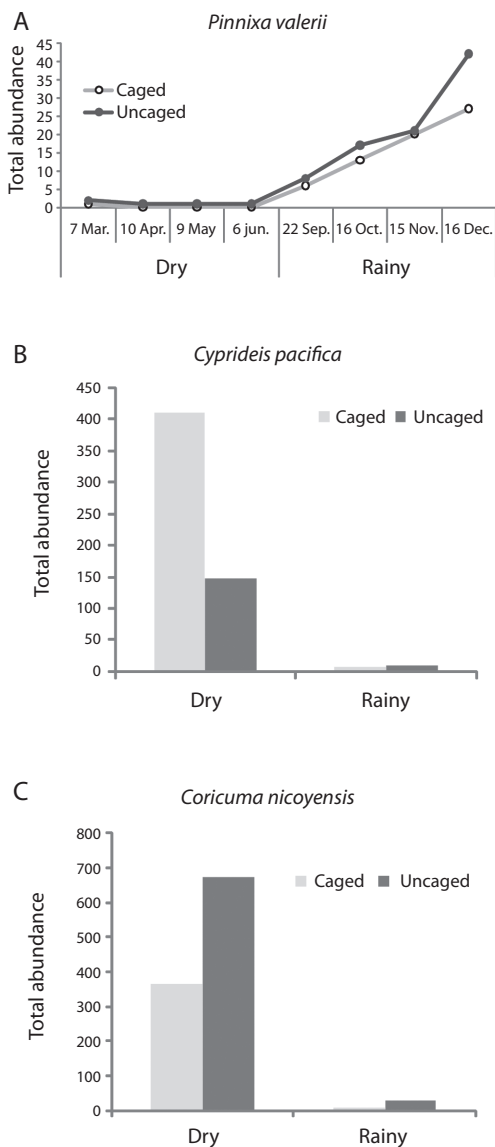 A
Pinnixa valerii
Total abundance
45
40
35
30
25
20
15
10
5
0
Caged
Uncaged
7 Mar. 10 Apr. 9 May 6 jun. 22 Sep. 16 Oct. 15 Nov. 16 Dec.
Dry Rainy
B
Cyprideis pacifica
Total abundance
450
400
350
300
250
200
150
100
50
0
Caged Uncaged
Dry Rainy
C
Coricuma nicoyensis
Total abundance
800
700
600
500
400
300
200
100
0
Caged Uncaged
Dry Rainy